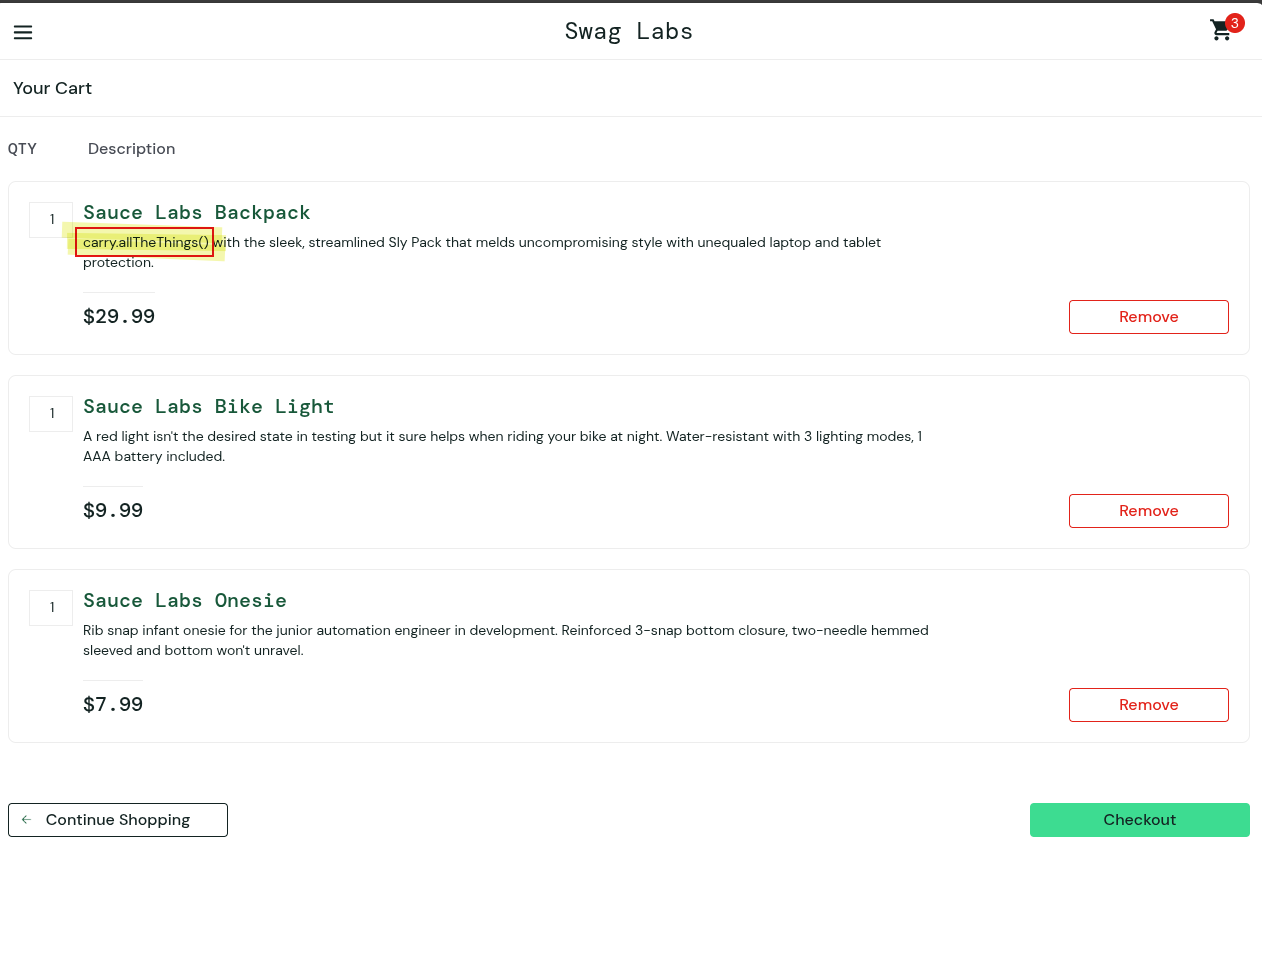 Swag Labs
3
Your Cart
QTY Description
1
Sauce Labs Backpack
carry.allTheThings() with the sleek, streamlined Sly Pack that melds uncompromising style with unequaled laptop and tablet
protection.
$29.99
Remove
1
Sauce Labs Bike Light
A red light isn't the desired state in testing but it sure helps when riding your bike at night. Water-resistant with 3 lighting modes, 1
AAA battery included.
$9.99
Remove
1
Sauce Labs Onesie
Rib snap infant onesie for the junior automation engineer in development. Reinforced 3-snap bottom closure, two-needle hemmed
sleeved and bottom won't unravel.
$7.99
Remove
Continue Shopping
Checkout